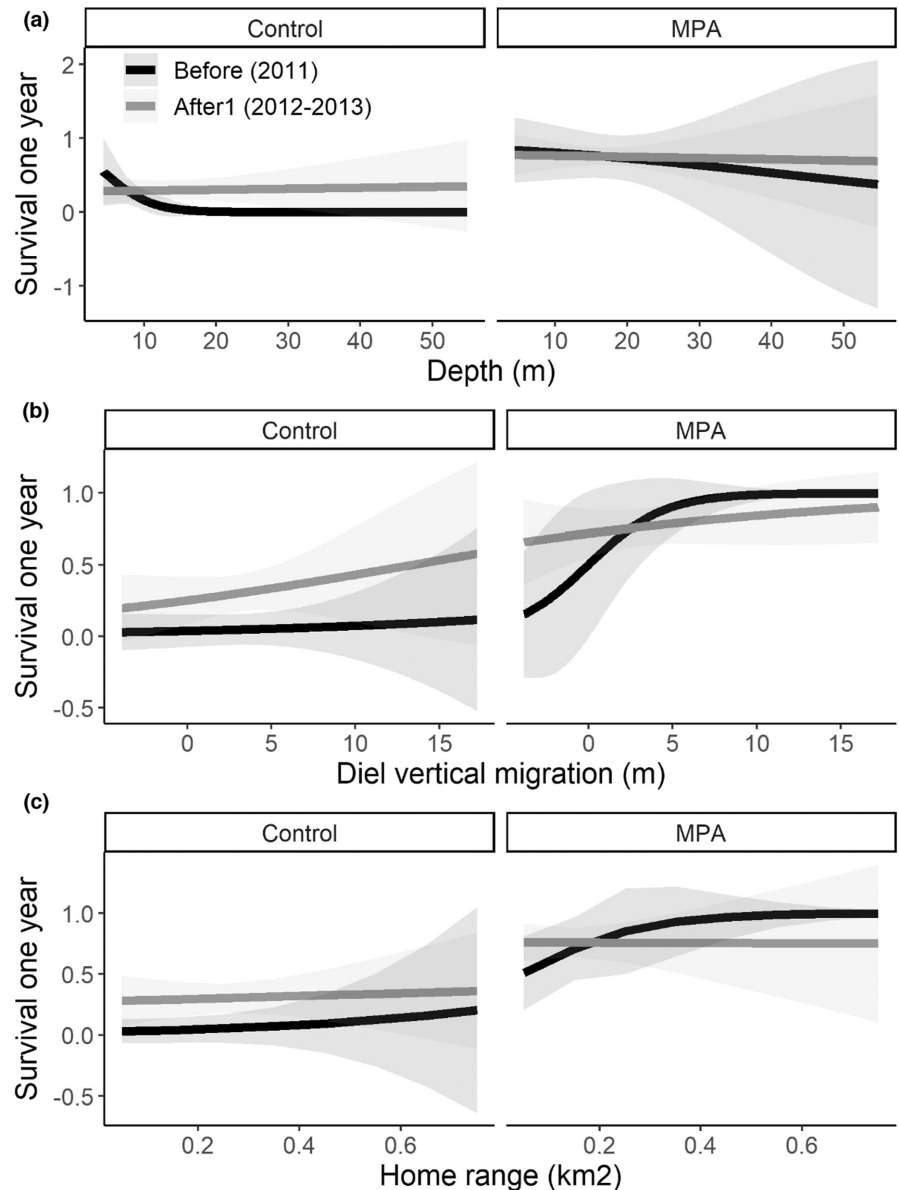 (a)
Control MPA
Before (2011)
After1 (2012-2013)
Survival one year
2
1
0
-1
10 20 30 40 50 10 20 30 40 50
Depth (m)
(b)
Control MPA
Survival one year
1.0
0.5
0.0
-0.5
0 5 10 15 0 5 10 15
Diel vertical migration (m)
(c)
Control MPA
Survival one year
1.0
0.5
0.0
-0.5
0.2 0.4 0.6 0.2 0.4 0.6
Home range (km2)